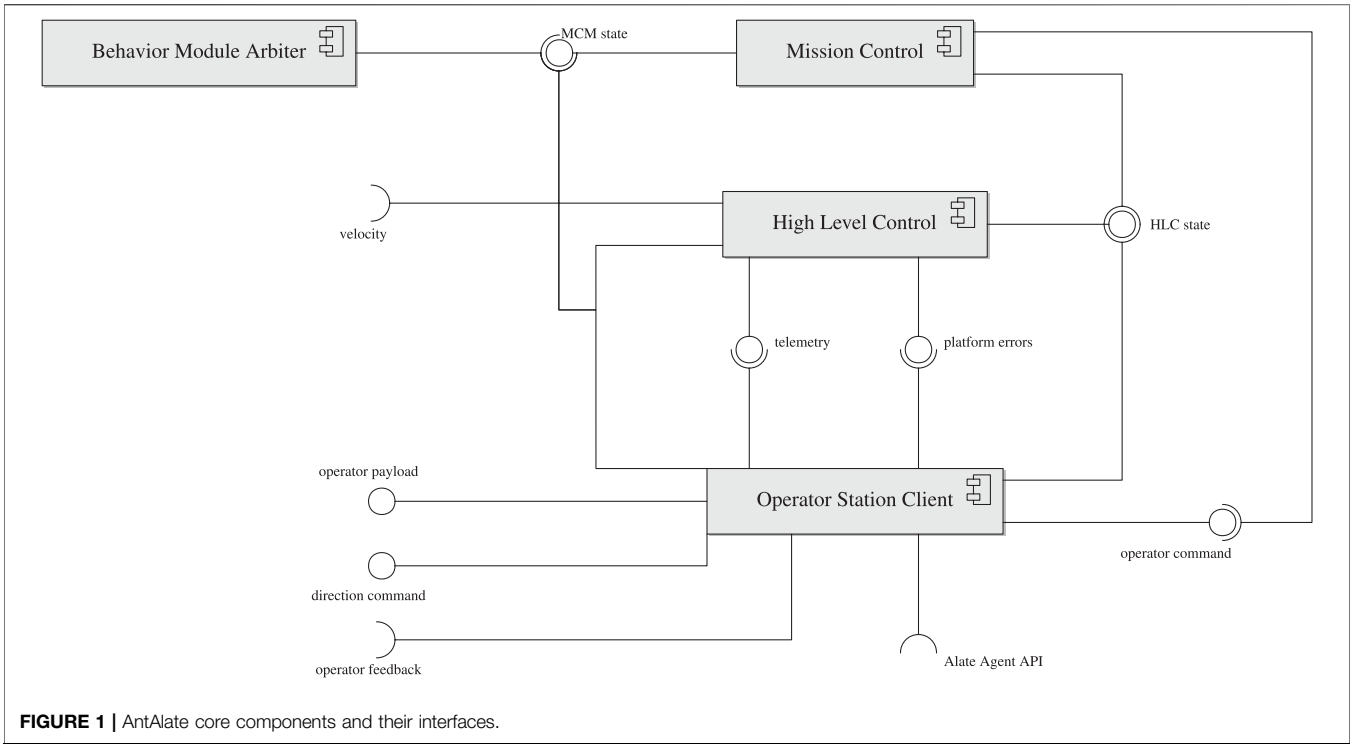 MCM state
Behavior Module Arbiter
Mission Control
High Level Control
HLC state
velocity
telemetry
platform errors
operator payload
Operator Station Client
operator command
direction command
operator feedback
Alate Agent API
FIGURE 1 | AntAlate core components and their interfaces.